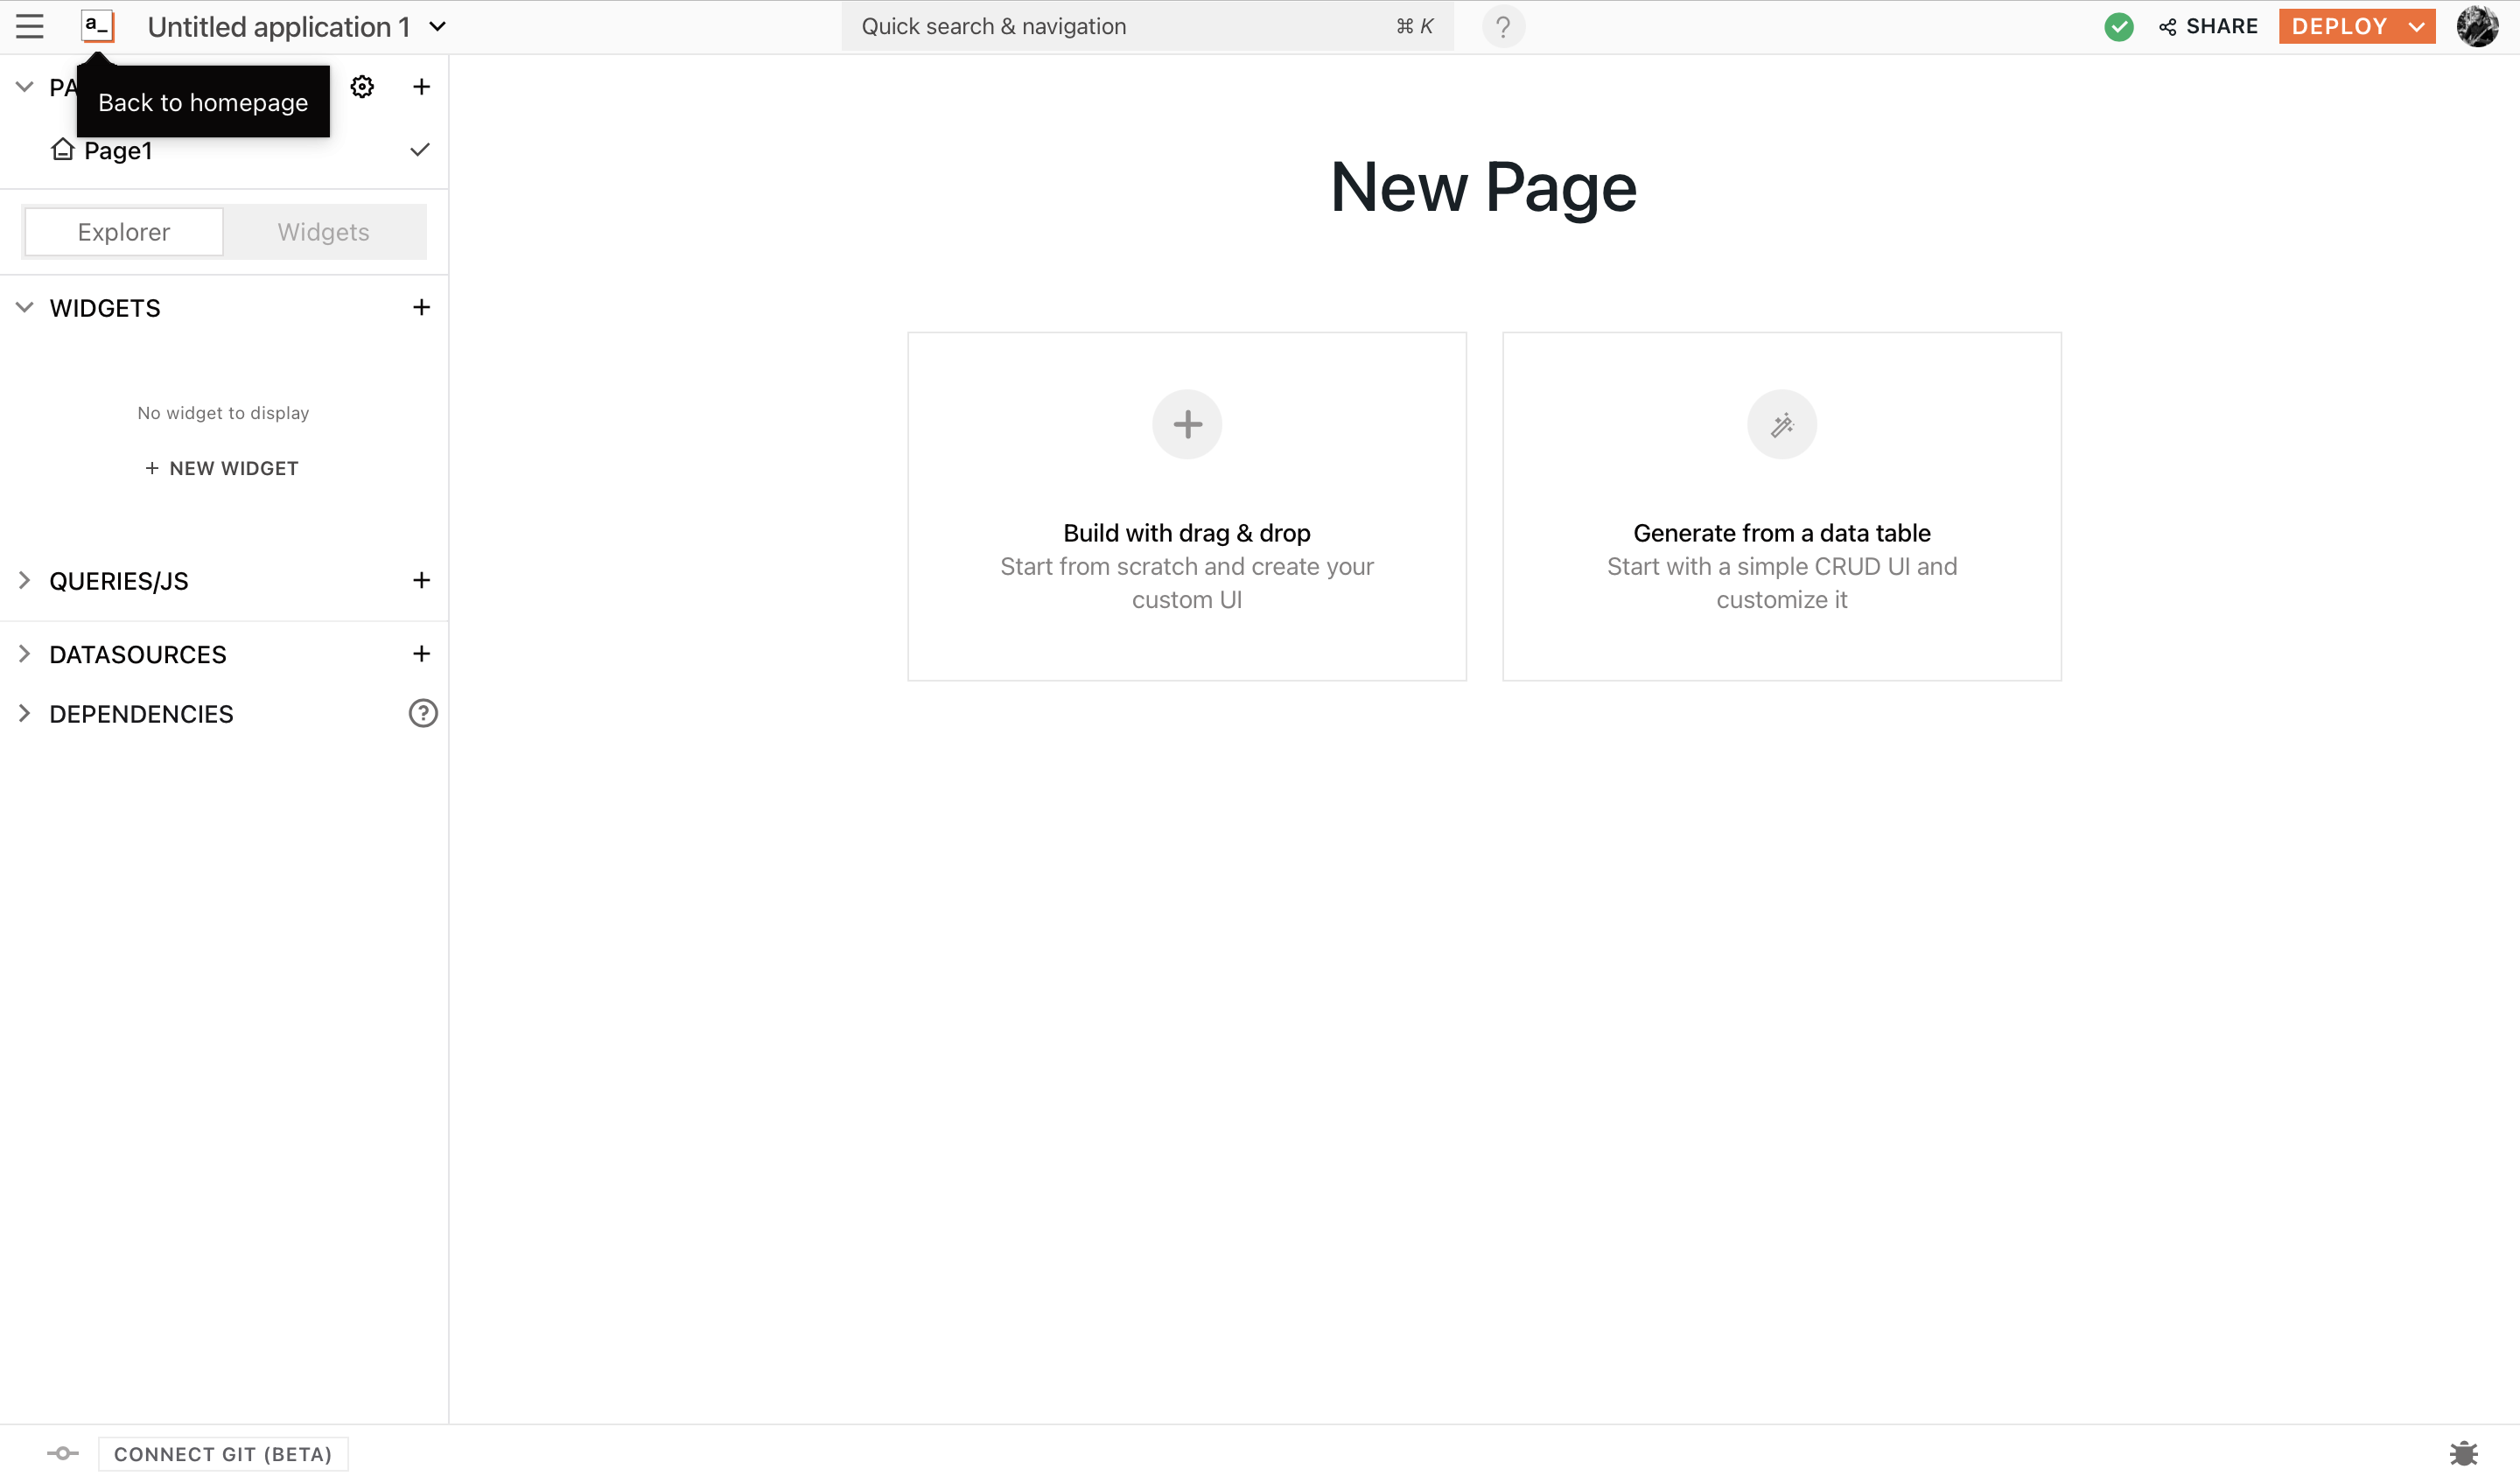 a_
Untitled application 1
Quick search & navigation
⌘ K
?
SHARE
DEPLOY
PA
Back to homepage
Page1
Explorer
Widgets
WIDGETS
No widget to display
+ NEW WIDGET
QUERIES/JS
DATASOURCES
DEPENDENCIES
?
New Page
Build with drag & drop
Start from scratch and create your
custom UI
Generate from a data table
Start with a simple CRUD UI and
customize it
CONNECT GIT (BETA)